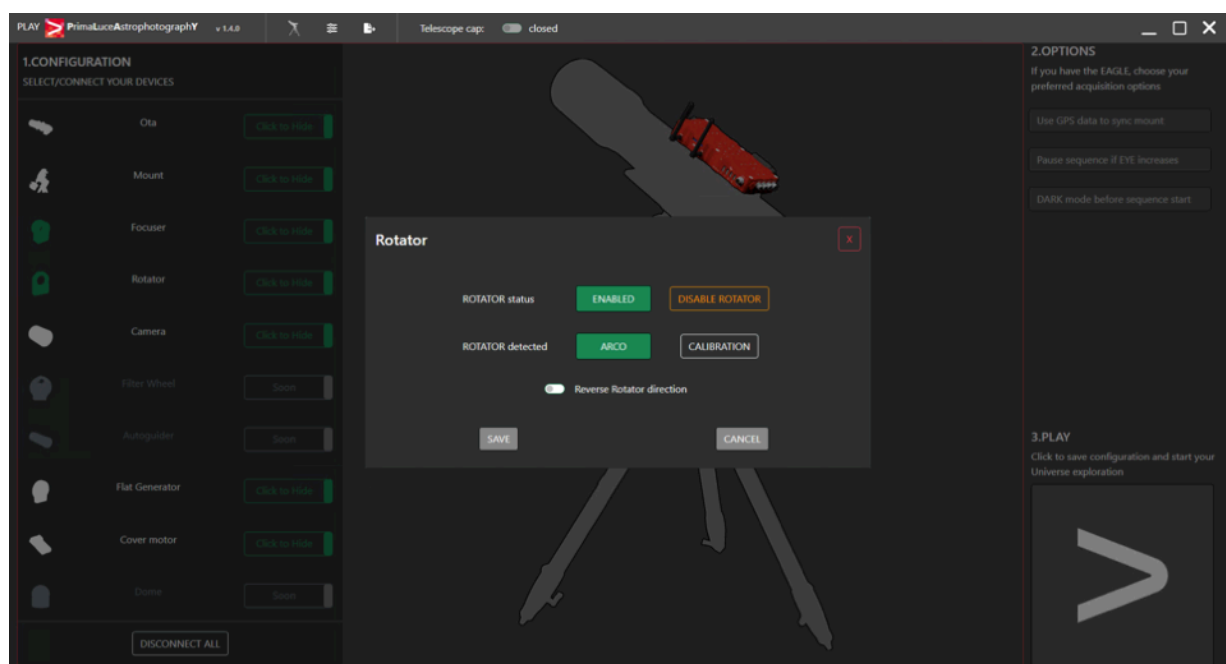 PLAY PrimaLuceAstrophotographY v 1.4.0 Telescope cap: closed
1.CONFIGURATION
SELECT/CONNECT YOUR DEVICES
Ota Click to Hide
Mount Click to Hide
Focuser Click to Hide
Rotator Click to Hide
Camera Click to Hide
Filter Wheel Soon
Autoguider Soon
Flat Generator Click to Hide
Cover motor Click to Hide
Dome Soon
DISCONNECT ALL
Rotator X
ROTATOR status ENABLED DISABLE ROTATOR
ROTATOR detected ARCO CALIBRATION
Reverse Rotator direction
SAVE CANCEL
2.OPTIONS
If you have the EAGLE, choose your
preferred acquisition options
Use GPS data to sync mount
Pause sequence if EYE increases
DARK mode before sequence start
3.PLAY
Click to save configuration and start your
Universe exploration